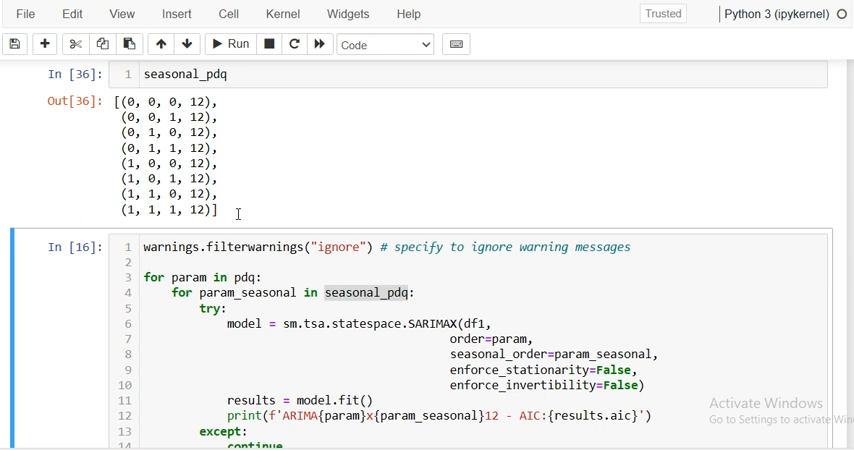 File Edit View Insert Cell Kernel Widgets Help Trusted Python 3 (ipykernel)
Run Code
In [36]: 1 seasonal_pdq
Out[36]: [(0, 0, 0, 12),
(0, 0, 1, 12),
(0, 1, 0, 12),
(0, 1, 1, 12),
(1, 0, 0, 12),
(1, 0, 1, 12),
(1, 1, 0, 12),
(1, 1, 1, 12)]
In [16]: 1 warnings.filterwarnings("ignore") # specify to ignore warning messages
2
3 for param in pdq:
4 for param_seasonal in seasonal_pdq:
5 try:
6 model = sm.tsa.statespace.SARIMAX(df1,
7 order=param,
8 seasonal_order=param_seasonal,
9 enforce_stationarity=False,
10 enforce_invertibility=False)
11 results = model.fit()
12 print(f'ARIMA{param}x{param_seasonal}12 - AIC:{results.aic}')
13 except:
14 continue
Activate Windows
Go to Settings to activate Win